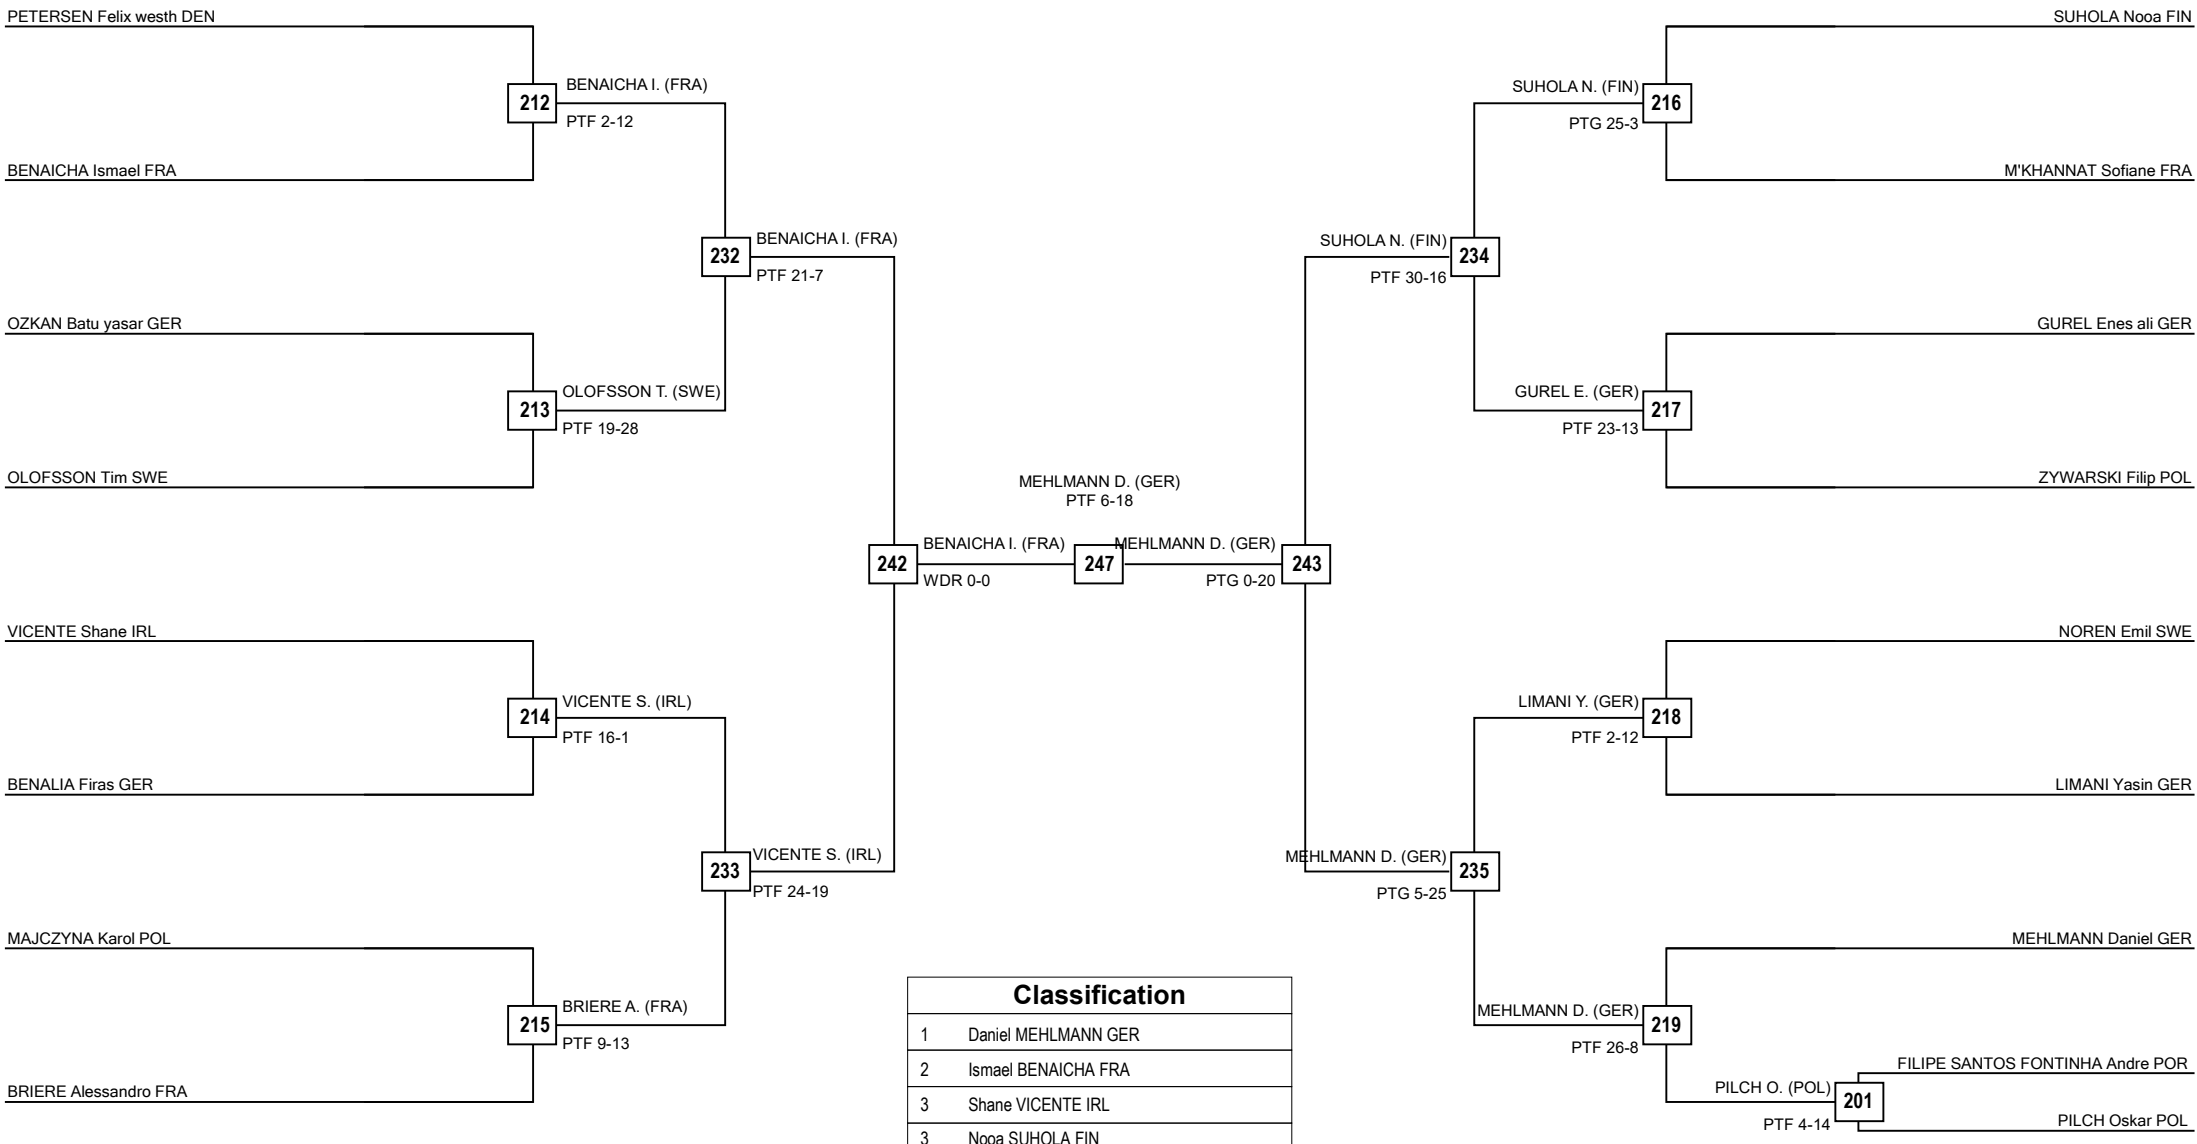 PETERSEN Felix westh DEN
BENAICHA I. (FRA)
212
PTF 2-12
BENAICHA Ismael FRA
BENAICHA I. (FRA)
232
PTF 21-7
OZKAN Batu yasar GER
OLOFSSON T. (SWE)
213
PTF 19-28
OLOFSSON Tim SWE
VICENTE Shane IRL
VICENTE S. (IRL)
214
PTF 16-1
BENALIA Firas GER
VICENTE S. (IRL)
233
PTF 24-19
MAJCZYNA Karol POL
BRIERE A. (FRA)
215
PTF 9-13
BRIERE Alessandro FRA
242
BENAICHA I. (FRA)
WDR 0-0
MEHLMANN D. (GER)
PTF 6-18
247
MEHLMANN D. (GER)
243
PTG 0-20
SUHOLA Nooa FIN
SUHOLA N. (FIN)
216
PTG 25-3
M'KHANNAT Sofiane FRA
SUHOLA N. (FIN)
234
PTF 30-16
GUREL Enes ali GER
GUREL E. (GER)
217
PTF 23-13
ZYWARSKI Filip POL
NOREN Emil SWE
LIMANI Y. (GER)
218
PTF 2-12
LIMANI Yasin GER
MEHLMANN D. (GER)
235
PTG 5-25
MEHLMANN Daniel GER
MEHLMANN D. (GER)
219
PTF 26-8
FILIPE SANTOS FONTINHA Andre POR
PILCH O. (POL)
201
PTF 4-14
PILCH Oskar POL
Classification
1 Daniel MEHLMANN GER
2 Ismael BENAICHA FRA
3 Shane VICENTE IRL
3 Nooa SUHOLA FIN